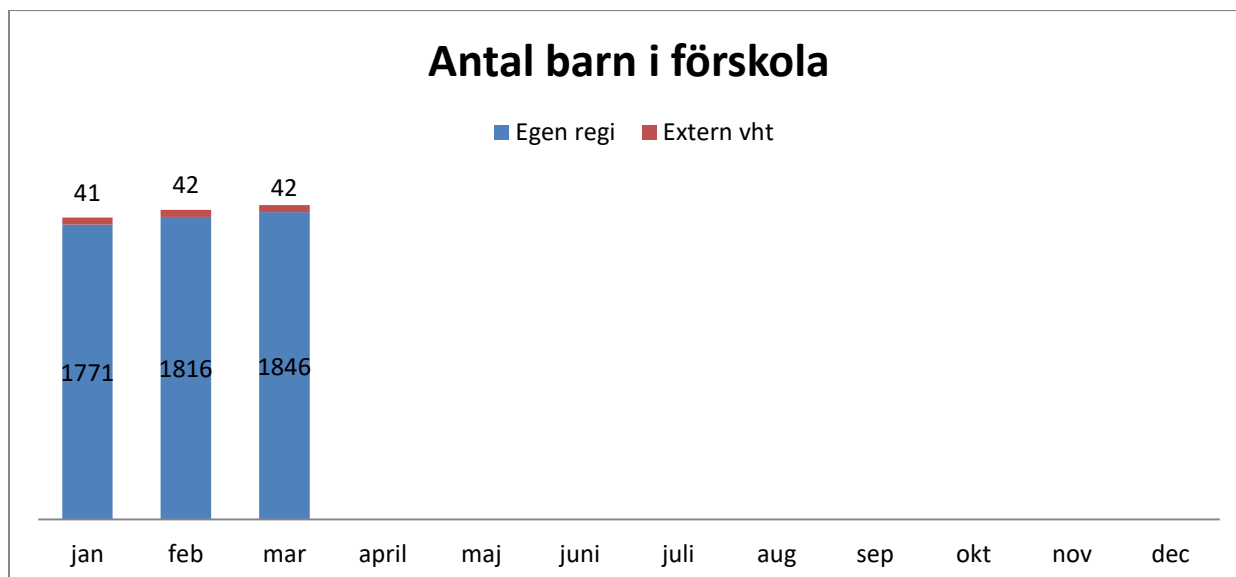 Antal barn i förskola
Egen regi Extern vht
41 42 42
1771 1816 1846
jan feb mar april maj juni juli aug sep okt nov dec